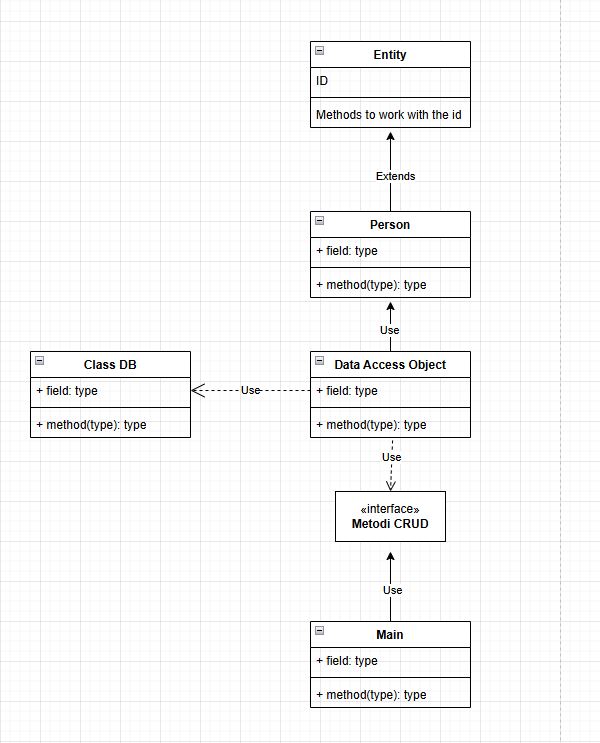 Entity
ID
Methods to work with the id
Extends
Person
+ field: type
+ method(type): type
Use
Class DB
+ field: type
+ method(type): type
Use
Data Access Object
+ field: type
+ method(type): type
Use
«interface»
Metodi CRUD
Use
Main
+ field: type
+ method(type): type